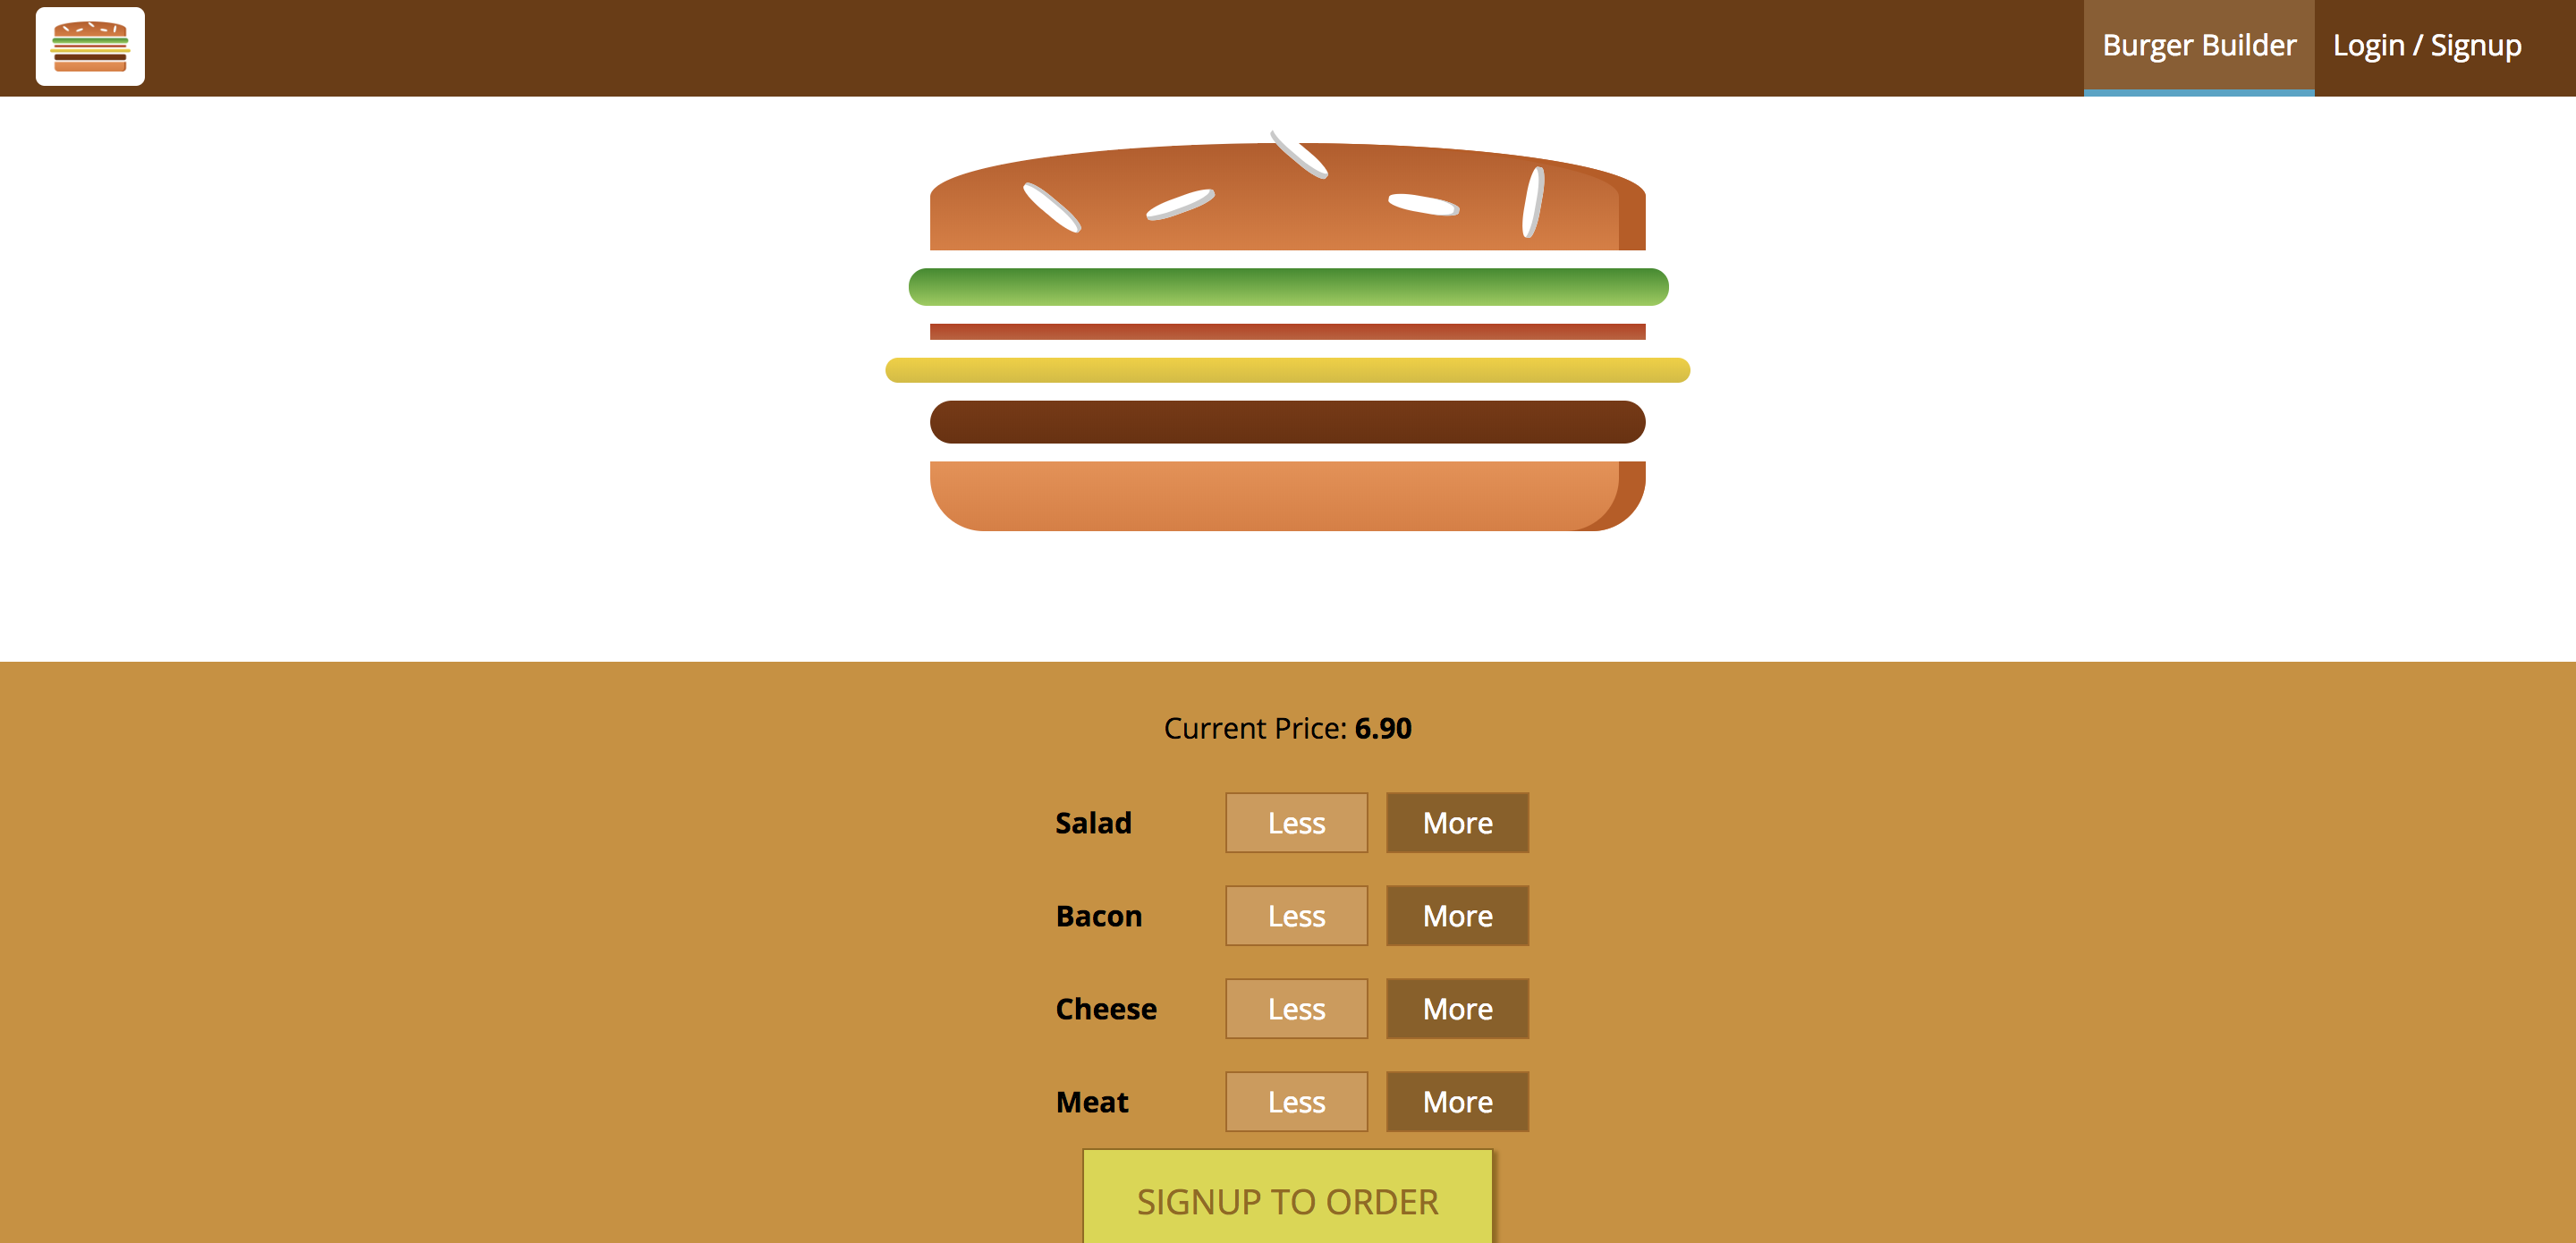 Burger Builder Login / Signup
Current Price: 6.90
Salad Less More
Bacon Less More
Cheese Less More
Meat Less More
SIGNUP TO ORDER